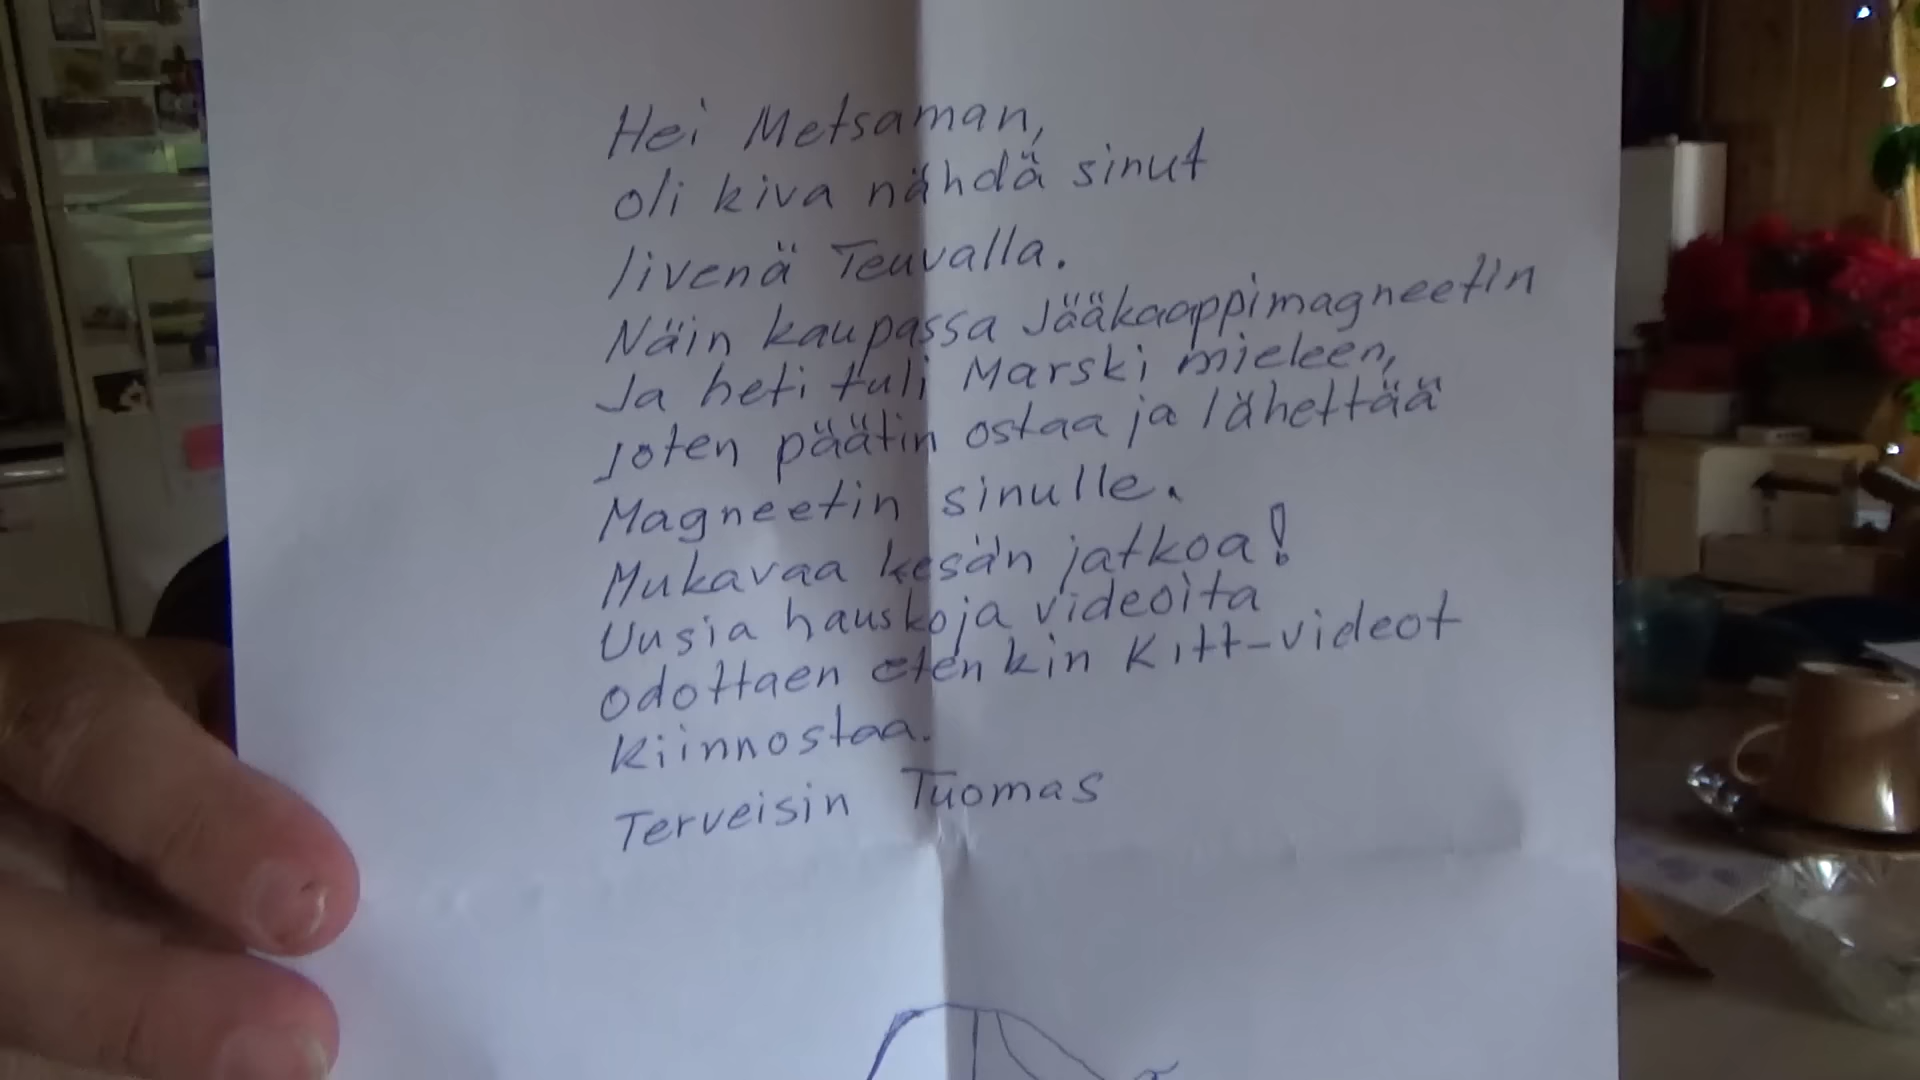 Hei Metsaman,
oli kiva nähdä sinut
livenä Teuvalla.
Näin kaupassa Jääkaappimagneetin
Ja heti tuli Marski mieleen,
Joten päätin ostaa ja lähettää
Magneetin sinulle.
Mukavaa kesän jatkoa!
Uusia hauskoja videoita
odottaen etenkin Kitt-videot
kiinnostaa.
Terveisin Tuomas